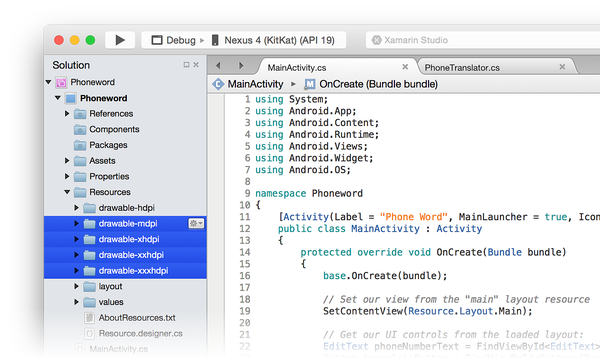 Debug
Nexus 4 (KitKat) (API 19)
Xamarin Studio
Solution
Phoneword
Phoneword
References
Components
Packages
Assets
Properties
Resources
drawable-hdpi
drawable-mdpi
drawable-xhdpi
drawable-xxhdpi
drawable-xxxhdpi
layout
values
AboutResources.txt
Resource.designer.cs
MainActivity.cs
MainActivity.cs
PhoneTranslator.cs
C MainActivity
M OnCreate (Bundle bundle)
1 using System;
2 using Android.App;
3 using Android.Content;
4 using Android.Runtime;
5 using Android.Views;
6 using Android.Widget;
7 using Android.OS;
8
9 namespace Phoneword
10 {
11 [Activity(Label = "Phone Word", MainLauncher = true, Icon
12 public class MainActivity : Activity
13 {
14 protected override void OnCreate(Bundle bundle)
15 {
16 base.OnCreate(bundle);
17
18 // Set our view from the "main" layout resource
19 SetContentView(Resource.Layout.Main);
20
21 // Get our UI controls from the loaded layout:
22 EditText phoneNumberText = FindViewById<EditText>